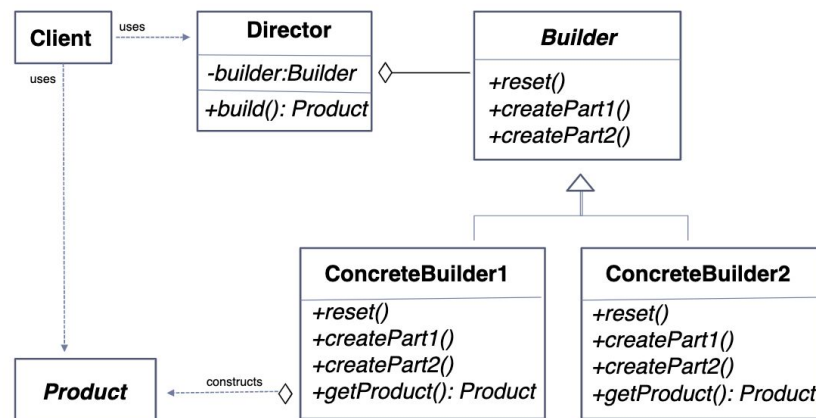 Client
uses
uses
Director
-builder:Builder
+build(): Product
Builder
+reset()
+createPart1()
+createPart2()
ConcreteBuilder1
+reset()
+createPart1()
+createPart2()
+getProduct(): Product
ConcreteBuilder2
+reset()
+createPart1()
+createPart2()
+getProduct(): Product
Product
constructs